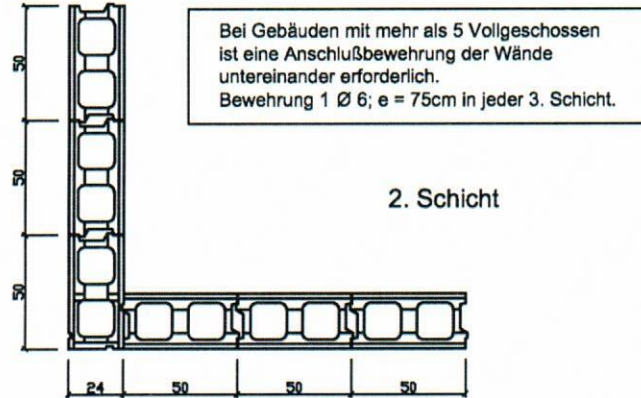 Bei Gebäuden mit mehr als 5 Vollgeschossen
ist eine Anschlußbewehrung der Wände
untereinander erforderlich.
Bewehrung 1 Ø 6; e = 75cm in jeder 3. Schicht.
50
50
2. Schicht
50
24 50 50 50